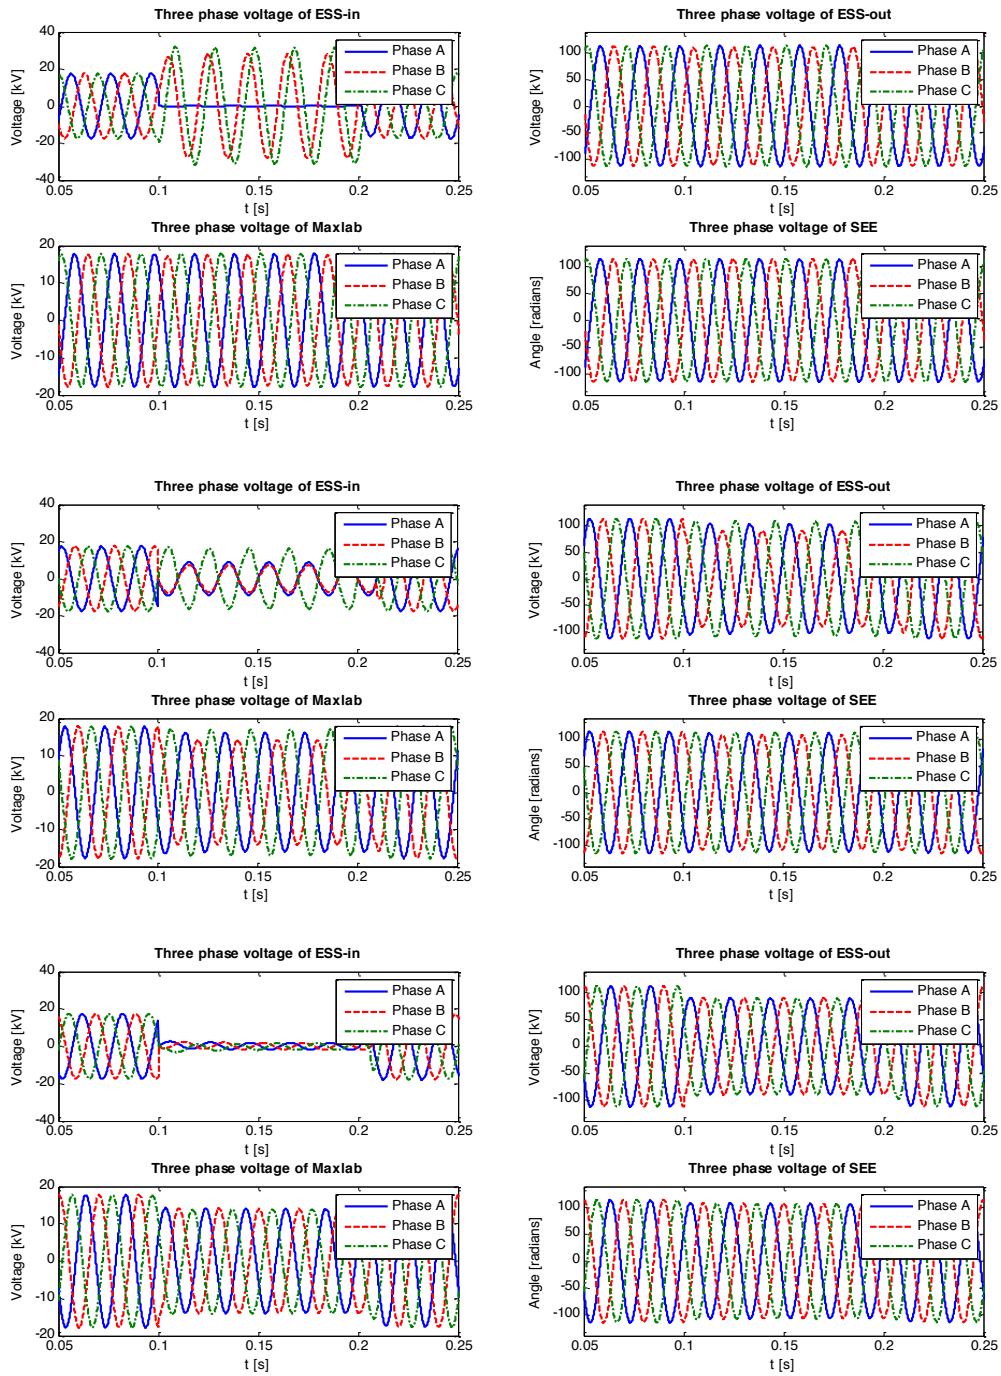 Three phase voltage of ESS-in
Voltage [kV]
40
20
0
-20
-40
Phase A
Phase B
Phase C
0.05
0.1
0.15
0.2
0.25
t [s]
Three phase voltage of ESS-out
Voltage [kV]
100
50
0
-50
-100
Phase A
Phase B
Phase C
0.05
0.1
0.15
0.2
0.25
t [s]
Three phase voltage of Maxlab
Voltage [kV]
20
10
0
-10
-20
Phase A
Phase B
Phase C
0.05
0.1
0.15
0.2
0.25
t [s]
Three phase voltage of SEE
Angle [radians]
100
50
0
-50
-100
Phase A
Phase B
Phase C
0.05
0.1
0.15
0.2
0.25
t [s]
Three phase voltage of ESS-in
Voltage [kV]
40
20
0
-20
-40
Phase A
Phase B
Phase C
0.05
0.1
0.15
0.2
0.25
t [s]
Three phase voltage of ESS-out
Voltage [kV]
100
50
0
-50
-100
Phase A
Phase B
Phase C
0.05
0.1
0.15
0.2
0.25
t [s]
Three phase voltage of Maxlab
Voltage [kV]
20
10
0
-10
-20
Phase A
Phase B
Phase C
0.05
0.1
0.15
0.2
0.25
t [s]
Three phase voltage of SEE
Angle [radians]
100
50
0
-50
-100
Phase A
Phase B
Phase C
0.05
0.1
0.15
0.2
0.25
t [s]
Three phase voltage of ESS-in
Voltage [kV]
40
20
0
-20
-40
Phase A
Phase B
Phase C
0.05
0.1
0.15
0.2
0.25
t [s]
Three phase voltage of ESS-out
Voltage [kV]
100
50
0
-50
-100
Phase A
Phase B
Phase C
0.05
0.1
0.15
0.2
0.25
t [s]
Three phase voltage of Maxlab
Voltage [kV]
20
10
0
-10
-20
Phase A
Phase B
Phase C
0.05
0.1
0.15
0.2
0.25
t [s]
Three phase voltage of SEE
Angle [radians]
100
50
0
-50
-100
Phase A
Phase B
Phase C
0.05
0.1
0.15
0.2
0.25
t [s]